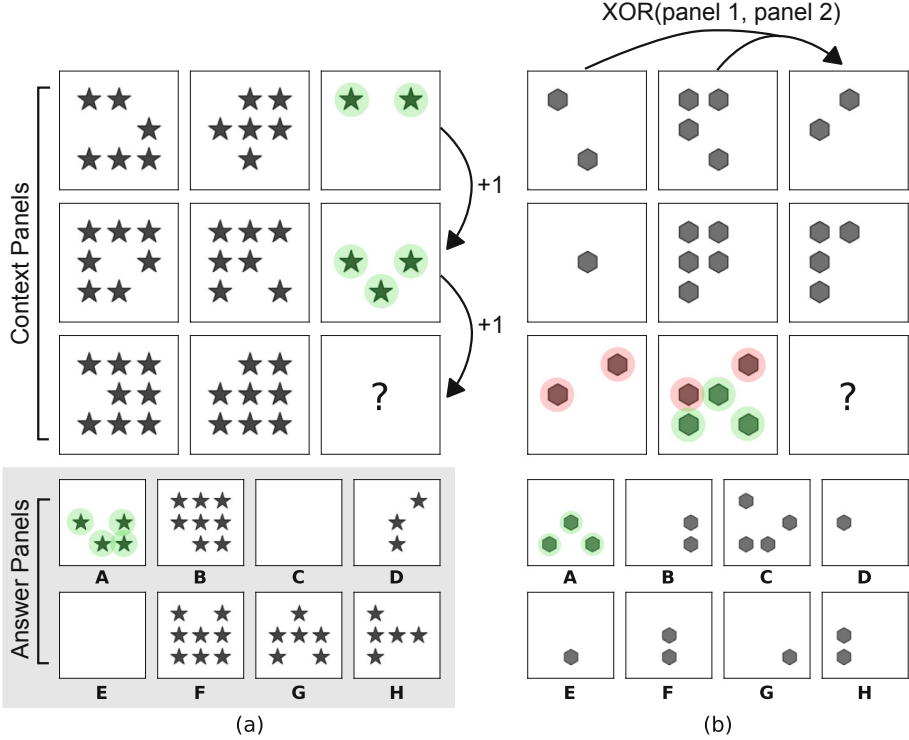 XOR(panel 1, panel 2)
Context Panels
+1
+1
?
?
Answer Panels
A B C D
E F G H
A B C D
E F G H
(a)
(b)